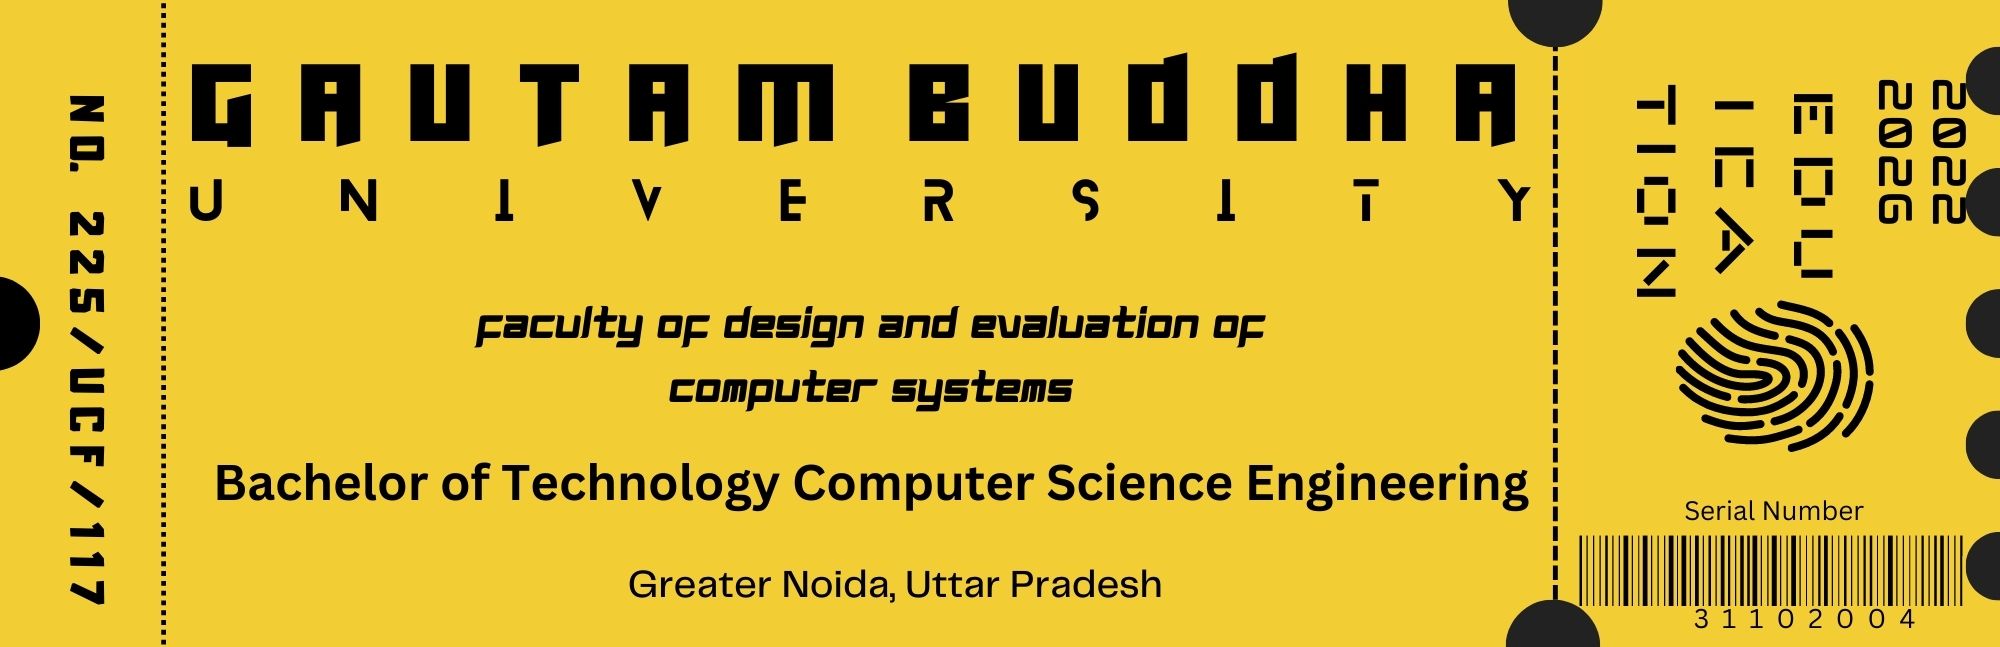 NO. 225/UCF/117
GAUTAM BUddHA
UNIVERSITY
faculty of design and evaluation of
computer systems
Bachelor of Technology Computer Science Engineering
Greater Noida, Uttar Pradesh
2022
2026
EDU
ICA
TION
Serial Number
31102004